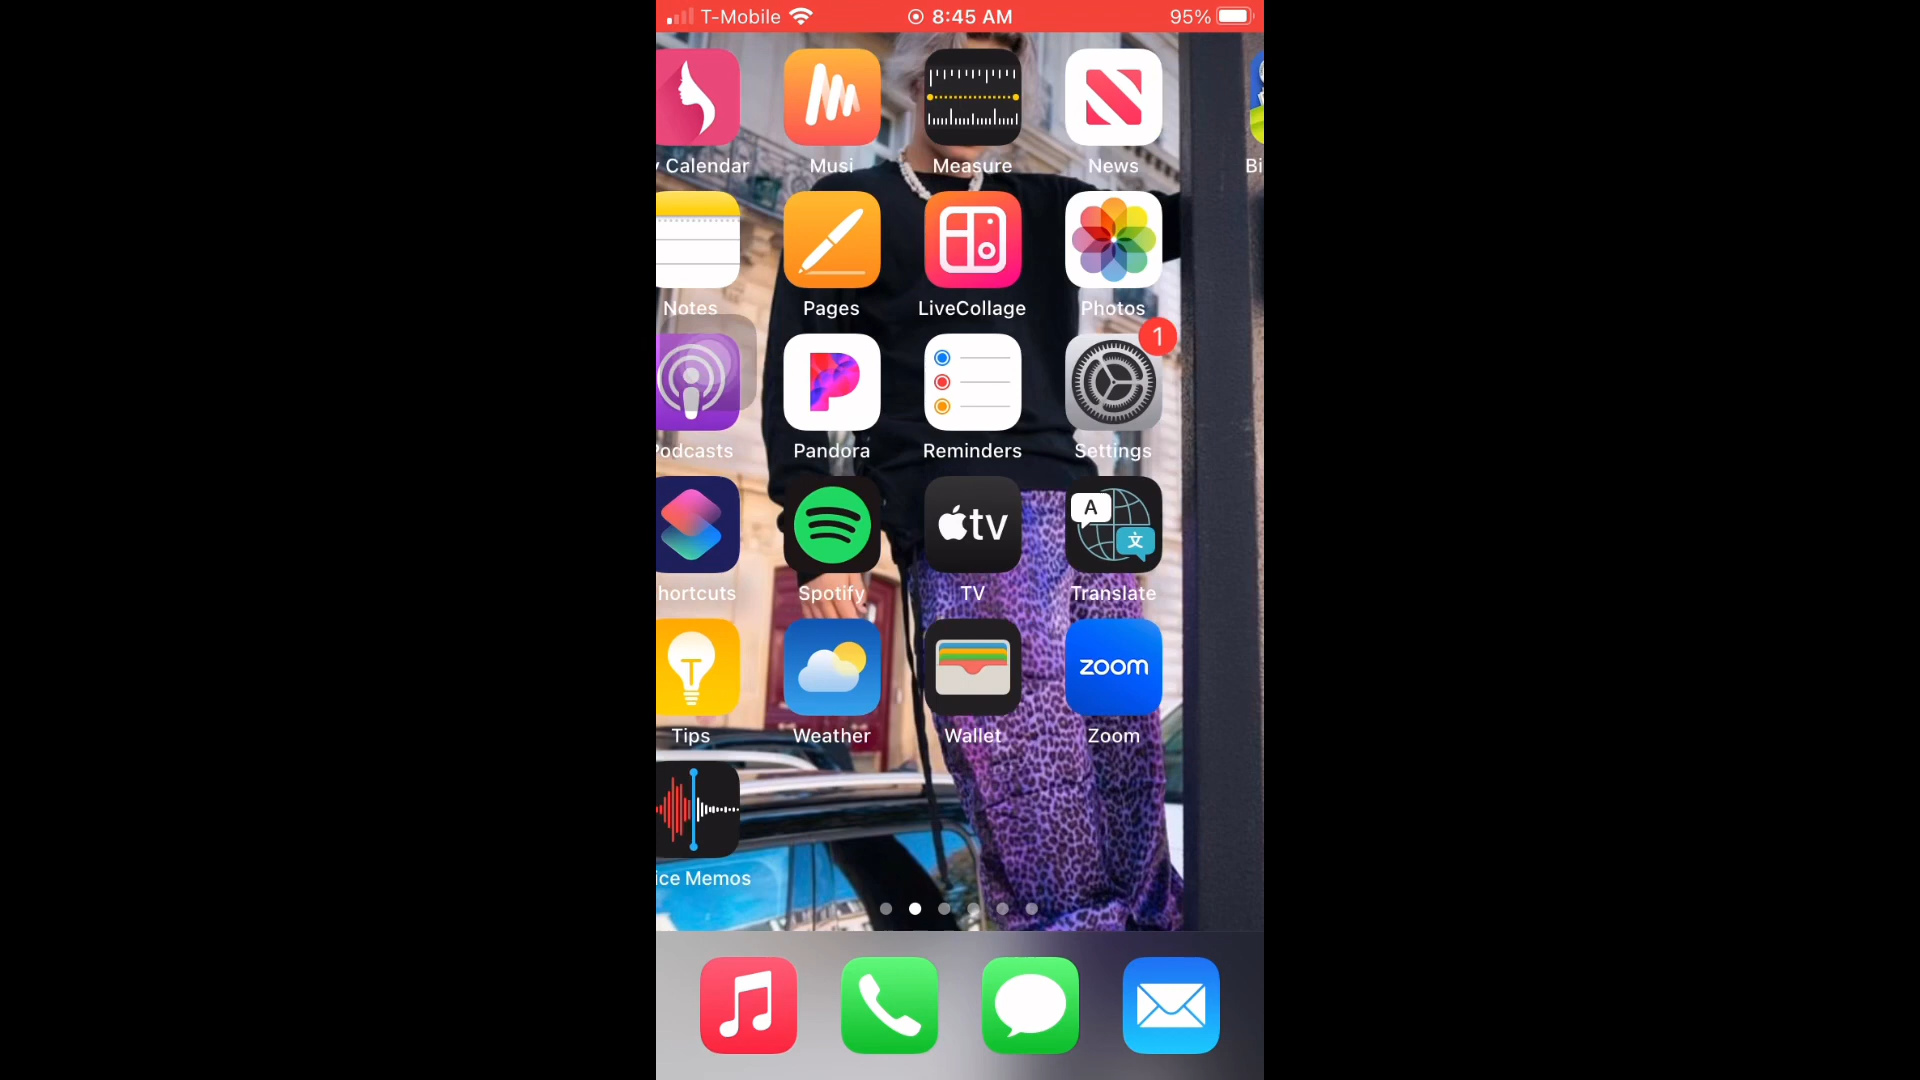 T-Mobile 8:45 AM 95%
Calendar Musi Measure News Bi
Notes Pages LiveCollage Photos
1
Podcasts Pandora Reminders Settings
A 文
tv
hortcuts Spotify TV Translate
T
zoom
Tips Weather Wallet Zoom
ice Memos